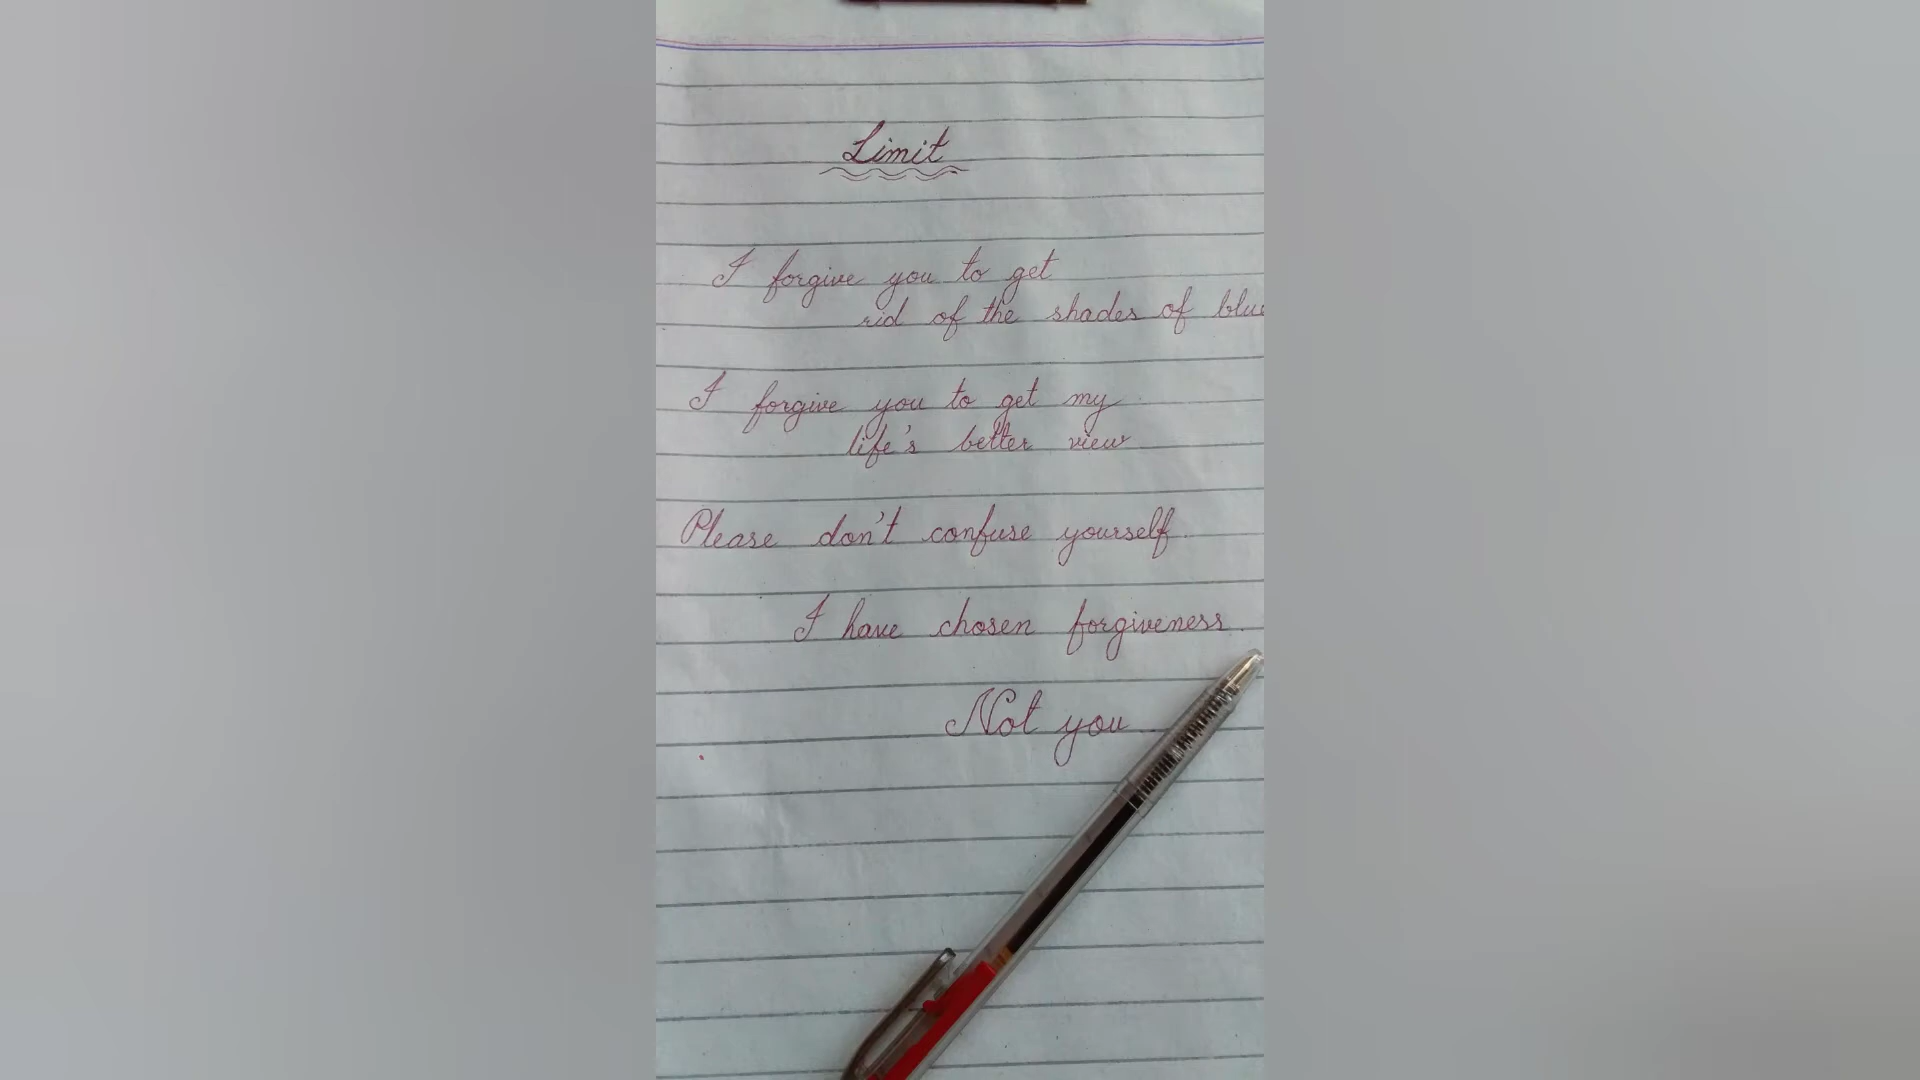 Limit
I forgive you to get
rid of the shades of blue
I forgive you to get my
life's better view
Please don't confuse yourself
I have chosen forgiveness
Not you